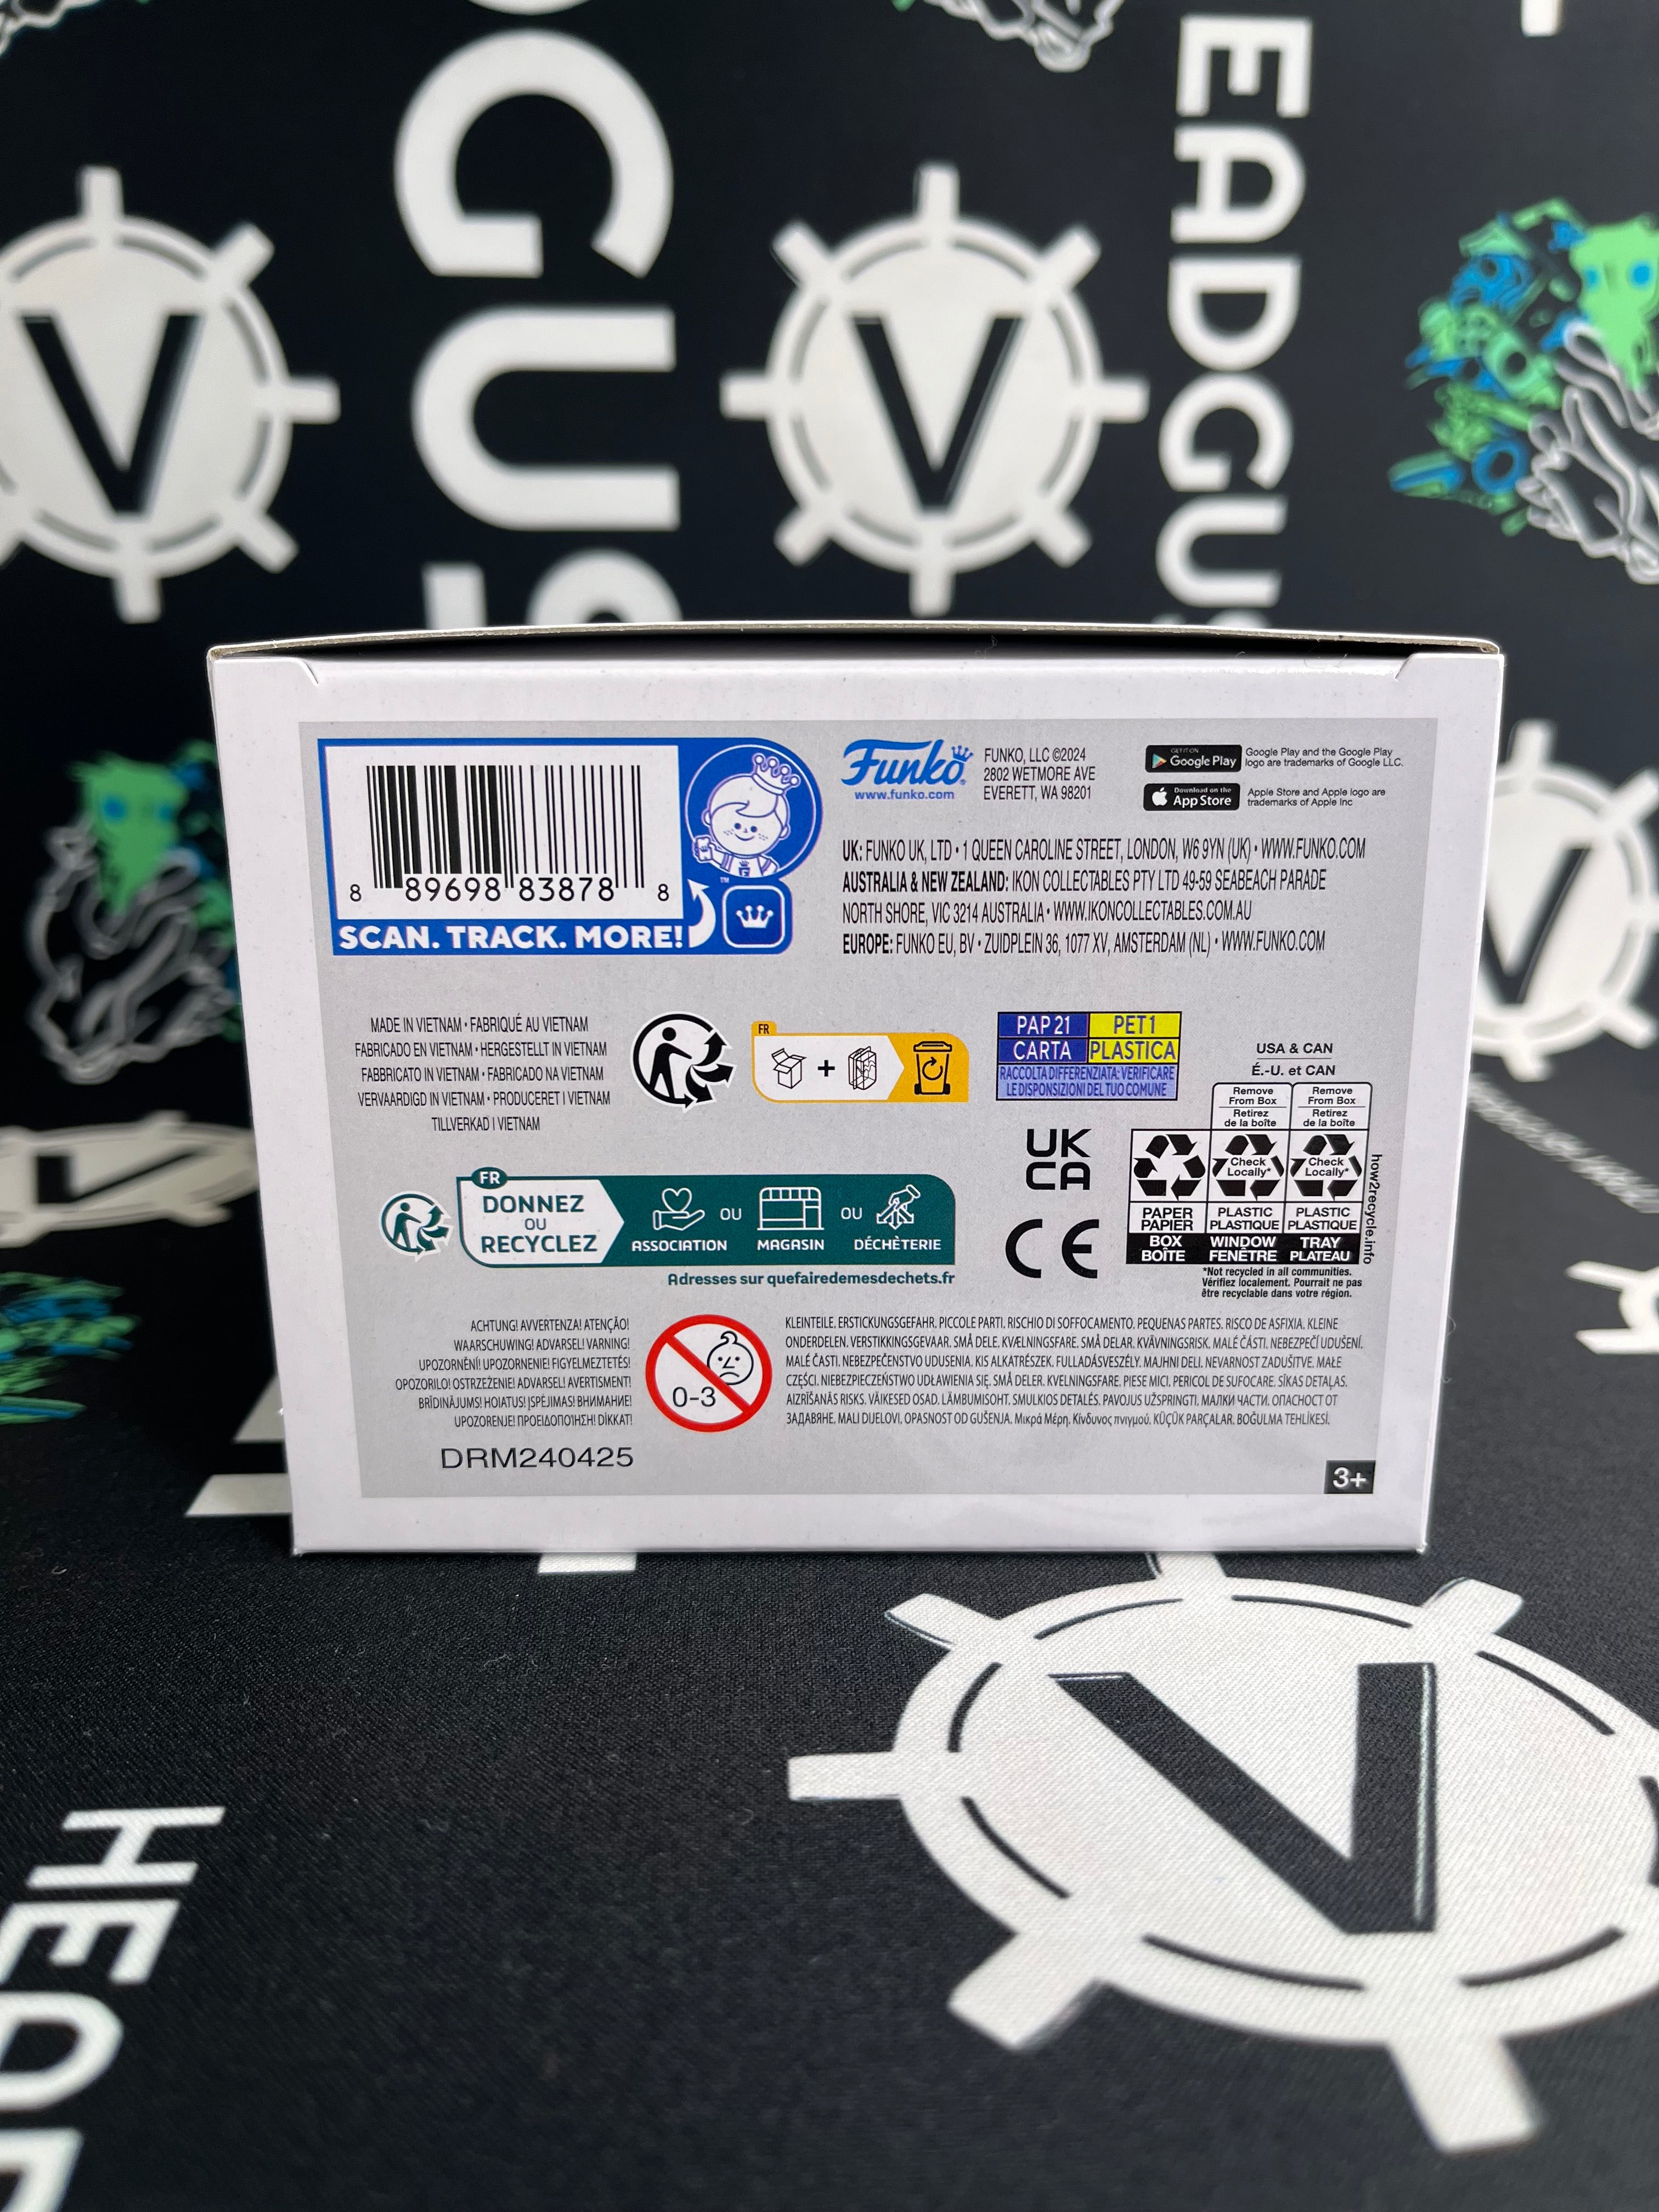 GUS
EADGUS
V
V
V
8 89698 83878 8
SCAN. TRACK. MORE!
™
Funko
www.funko.com
FUNKO, LLC ©2024
2802 WETMORE AVE
EVERETT, WA 98201
GET IT ON
Google Play
Google Play and the Google Play
logo are trademarks of Google LLC.
Download on the
App Store
Apple Store and Apple logo are
trademarks of Apple Inc
UK: FUNKO UK, LTD • 1 QUEEN CAROLINE STREET, LONDON, W6 9YN (UK) • WWW.FUNKO.COM
AUSTRALIA & NEW ZEALAND: IKON COLLECTABLES PTY LTD 49-59 SEABEACH PARADE
NORTH SHORE, VIC 3214 AUSTRALIA • WWW.IKONCOLLECTABLES.COM.AU
EUROPE: FUNKO EU, BV • ZUIDPLEIN 36, 1077 XV, AMSTERDAM (NL) • WWW.FUNKO.COM
MADE IN VIETNAM • FABRIQUÉ AU VIETNAM
FABRICADO EN VIETNAM • HERGESTELLT IN VIETNAM
FABBRICATO IN VIETNAM • FABRICADO NA VIETNAM
VERVAARDIGD IN VIETNAM • PRODUCERET I VIETNAM
TILLVERKAD I VIETNAM
FR
+
PAP 21 PET 1
CARTA PLASTICA
RACCOLTA DIFFERENZIATA: VERIFICARE
LE DISPOSIZIONI DEL TUO COMUNE
USA & CAN
É.-U. et CAN
Remove From Box
Retirez de la boîte
Remove From Box
Retirez de la boîte
Check Locally*
Check Locally*
PAPER PAPIER
PLASTIC PLASTIQUE
PLASTIC PLASTIQUE
BOX BOÎTE
WINDOW FENÊTRE
TRAY PLATEAU
how2recycle.info
*Not recycled in all communities.
Vérifiez localement. Pourrait ne pas
être recyclable dans votre région.
UK
CA
CE
FR
DONNEZ
OU
RECYCLEZ
ASSOCIATION OU MAGASIN OU DÉCHÈTERIE
Adresses sur quefairedemesdechets.fr
ACHTUNG! AVVERTENZA! ATENÇÃO!
WAARSCHUWING! ADVARSEL! VARNING!
UPOZORNĚNÍ! UPOZORNENIE! FIGYELMEZTETÉS!
OPOZORILO! OSTRZEŻENIE! ADVARSEL! AVERTISMENT!
BRĪDINĀJUMS! HOIATUS! ĮSPĖJIMAS! ВНИМАНИЕ!
UPOZORENJE! ΠΡΟΕΙΔΟΠΟΊΗΣΗ! DİKKAT!
0-3
KLEINTEILE. ERSTICKUNGSGEFAHR. PICCOLE PARTI. RISCHIO DI SOFFOCAMENTO. PEQUENAS PARTES. RISCO DE ASFIXIA. KLEINE
ONDERDELEN. VERSTIKKINGSGEVAAR. SMÅ DELE. KVÆLNINGSFARE. SMÅ DELAR. KVÄVNINGSRISK. MALÉ ČÁSTI. NEBEZPEČÍ UDUŠENÍ.
MALÉ ČASTI. NEBEZPEČENSTVO UDUSENIA. KIS ALKATRÉSZEK. FULLADÁSVESZÉLY. MAJHNI DELI. NEVARNOST ZADUŠITVE. MAŁE
CZĘŚCI. NIEBEZPIECZEŃSTWO UDŁAWIENIA SIĘ. SMÅ DELER. KVELNINGSFARE. PIESE MICI. PERICOL DE SUFOCARE. SĪKAS DETAĻAS.
AIZRĪŠANĀS RISKS. VÄIKESED OSAD. LÄMBUMISOHT. SMULKIOS DETALĖS. PAVOJUS UŽSPRINGTI. МАЛКИ ЧАСТИ. ОПАСНОСТ ОТ
ЗАДАВЯНЕ. MALI DIJELOVI. OPASNOST OD GUŠENJA. Μικρά Μέρη. Κίνδυνος πνιγμού. KÜÇÜK PARÇALAR. BOĞULMA TEHLİKESİ.
DRM240425
3+
V
HEAD